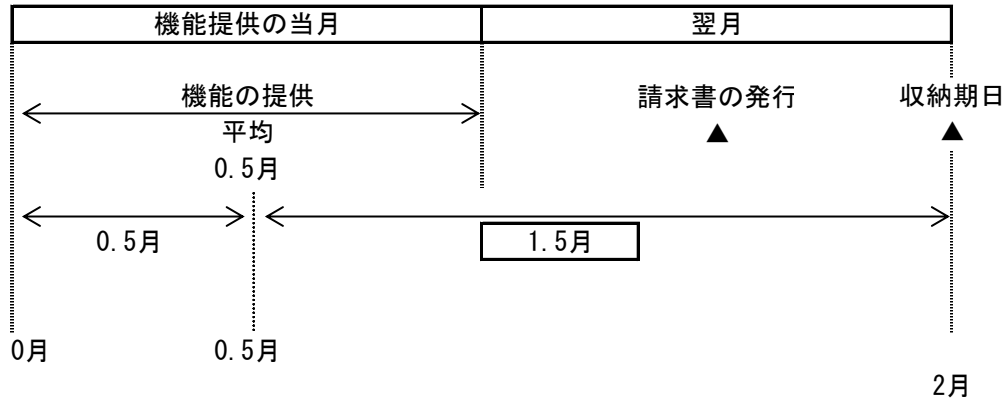 機能提供の当月 翌月
機能の提供 請求書の発行 収納期日
平均 ▲ ▲
0.5月
0.5月 1.5月
0月 0.5月
2月